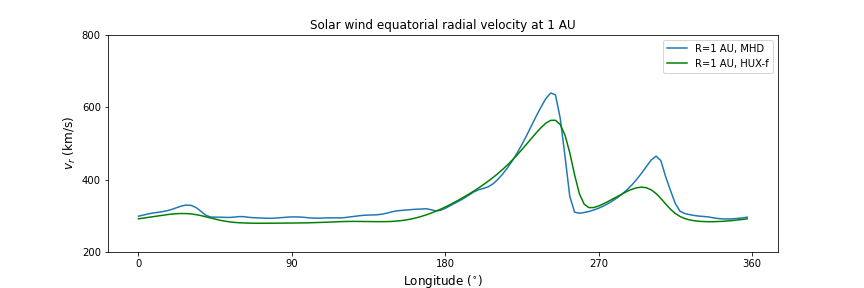 Solar wind equatorial radial velocity at 1 AU
800
600
400
200
v_r (km/s)
R=1 AU, MHD
R=1 AU, HUX-f
0
90
180
270
360
Longitude (°)